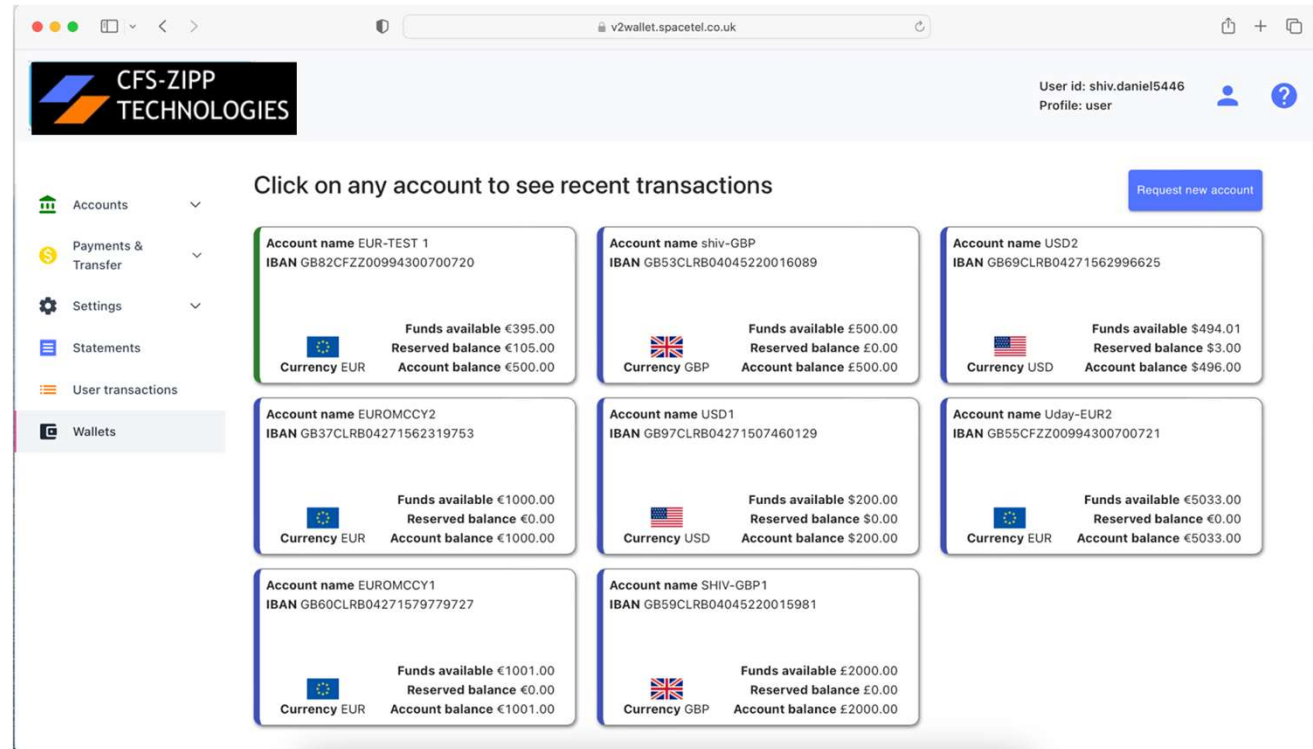 v2wallet.spacetel.co.uk
CFS-ZIPP
TECHNOLOGIES
User id: shiv.daniel5446
Profile: user
Accounts
Payments &
Transfer
Settings
Statements
User transactions
Wallets
Click on any account to see recent transactions
Request new account
Account name EUR-TEST 1
IBAN GB82CFZZ00994300700720
Funds available €395.00
Reserved balance €105.00
Currency EUR Account balance €500.00
Account name shiv-GBP
IBAN GB53CLRB04045220016089
Funds available £500.00
Reserved balance £0.00
Currency GBP Account balance £500.00
Account name USD2
IBAN GB69CLRB04271562996625
Funds available $494.01
Reserved balance $3.00
Currency USD Account balance $496.00
Account name EUROMCCY2
IBAN GB37CLRB04271562319753
Funds available €1000.00
Reserved balance €0.00
Currency EUR Account balance €1000.00
Account name USD1
IBAN GB97CLRB04271507460129
Funds available $200.00
Reserved balance $0.00
Currency USD Account balance $200.00
Account name Uday-EUR2
IBAN GB55CFZZ00994300700721
Funds available €5033.00
Reserved balance €0.00
Currency EUR Account balance €5033.00
Account name EUROMCCY1
IBAN GB60CLRB04271579779727
Funds available €1001.00
Reserved balance €0.00
Currency EUR Account balance €1001.00
Account name SHIV-GBP1
IBAN GB59CLRB04045220015981
Funds available £2000.00
Reserved balance £0.00
Currency GBP Account balance £2000.00